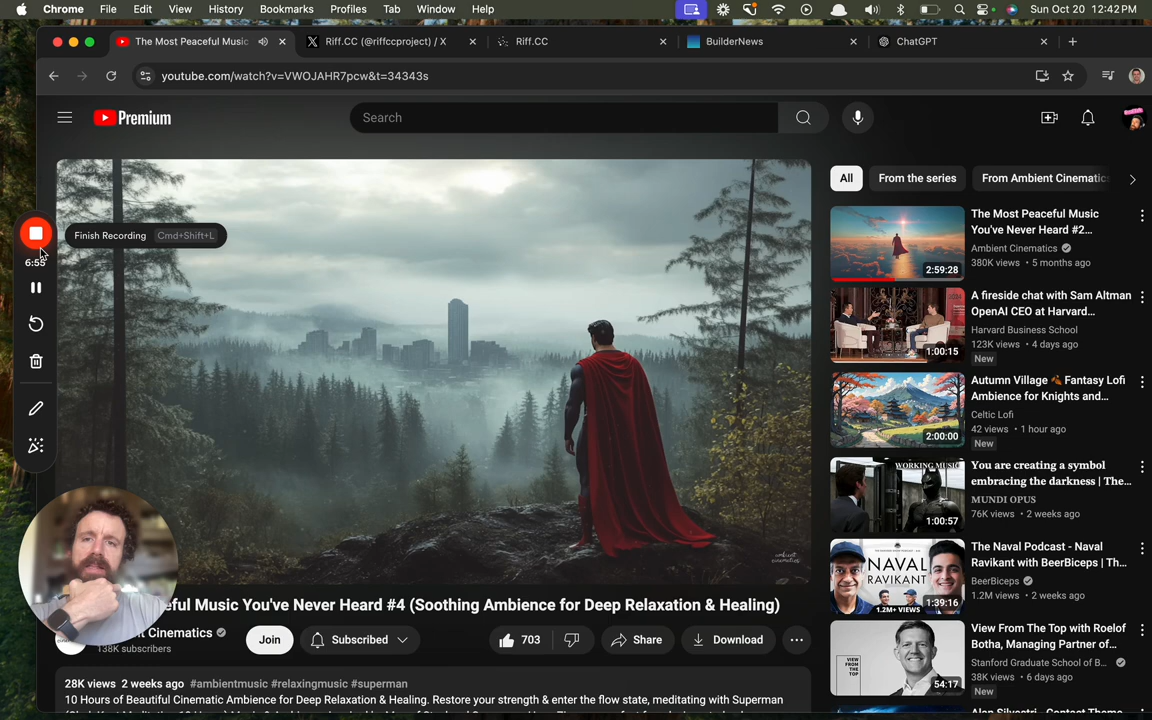 Chrome File Edit View History Bookmarks Profiles Tab Window Help Sun Oct 20 12:42 PM
The Most Peaceful Music Riff.CC (@riffccproject) / X Riff.CC BuilderNews ChatGPT
youtube.com/watch?v=VWOJAHR7pcw&t=34343s
Premium
Search
Finish Recording Cmd+Shift+L
6:55
ambient
cinematics
Peaceful Music You've Never Heard #4 (Soothing Ambience for Deep Relaxation & Healing)
Cinematics
138K subscribers
Join
Subscribed
703
Share
Download
28K views 2 weeks ago #ambientmusic #relaxingmusic #superman
10 Hours of Beautiful Cinematic Ambience for Deep Relaxation & Healing. Restore your strength & enter the flow state, meditating with Superman
All From the series From Ambient Cinematics
The Most Peaceful Music
You've Never Heard #2...
Ambient Cinematics
380K views • 5 months ago
2:59:28
A fireside chat with Sam Altman
OpenAI CEO at Harvard...
Harvard Business School
123K views • 4 days ago
New
1:00:15
Autumn Village 🍂 Fantasy Lofi
Ambience for Knights and...
Celtic Lofi
42 views • 1 hour ago
New
2:00:00
WORKING MUSIC
You are creating a symbol
embracing the darkness | The...
MUNDI OPUS
76K views • 2 weeks ago
1:00:57
NAVAL
RAVIKANT
1.2M+ VIEWS
The Naval Podcast - Naval
Ravikant with BeerBiceps | Th...
BeerBiceps
1.2M views • 2 weeks ago
1:39:16
VIEW
FROM
THE TOP
View From The Top with Roelof
Botha, Managing Partner of...
Stanford Graduate School of B...
38K views • 6 days ago
New
54:17